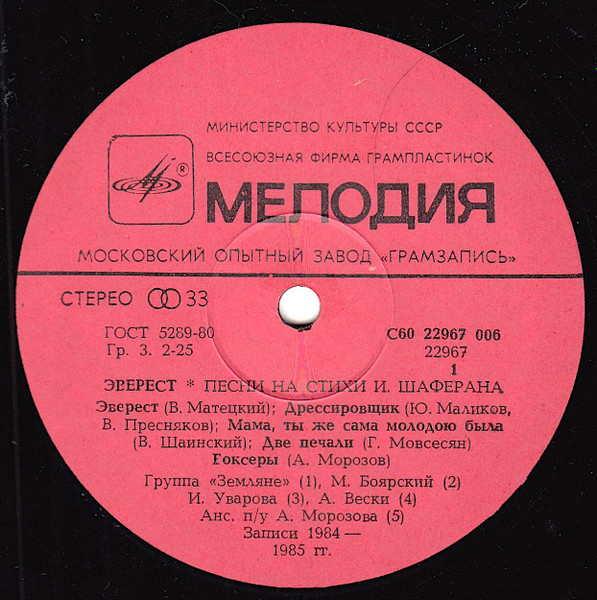 МИНИСТЕРСТВО КУЛЬТУРЫ СССР
ВСЕСОЮЗНАЯ ФИРМА ГРАМПЛАСТИНОК
®
МЕЛОДИЯ
МОСКОВСКИЙ ОПЫТНЫЙ ЗАВОД «ГРАМЗАПИСЬ»
СТЕРЕО 33
ГОСТ 5289-80 С60 22967 006
Гр. 3. 2-25 22967
1
ЭВЕРЕСТ * ПЕСНИ НА СТИХИ И. ШАФЕРАНА
Эверест (В. Матецкий); Дрессировщик (Ю. Маликов,
В. Пресняков); Мама, ты же сама молодою была
(В. Шаинский); Две печали (Г. Мовсесян)
Боксеры (А. Морозов)
Группа «Земляне» (1), М. Боярский (2)
И. Уварова (3), А. Вески (4)
Анс. п/у А. Морозова (5)
Записи 1984 —
1985 гг.